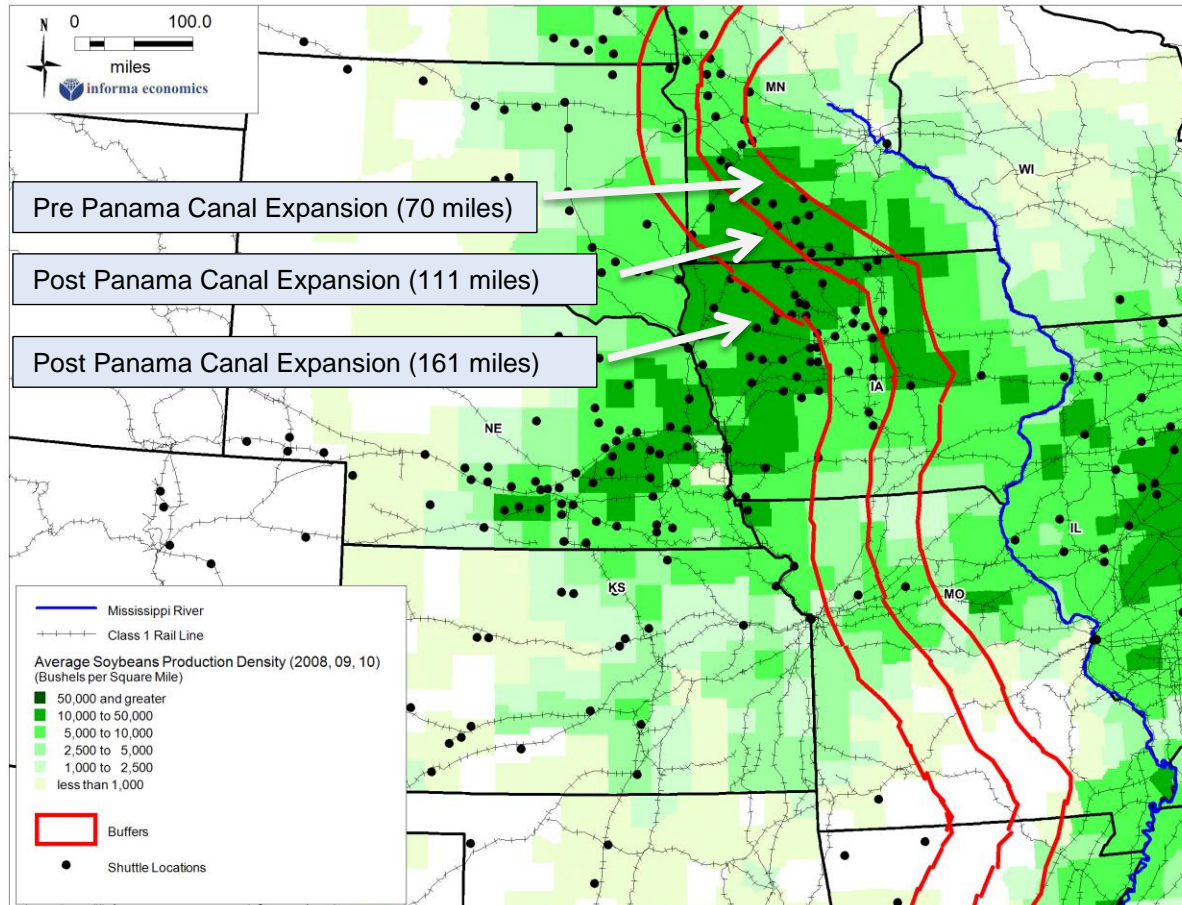 0 100.0
N
miles
informa economics
MN
WI
Pre Panama Canal Expansion (70 miles)
Post Panama Canal Expansion (111 miles)
Post Panama Canal Expansion (161 miles)
IA
NE
IL
KS
MO
Mississippi River
Class 1 Rail Line
Average Soybeans Production Density (2008, 09, 10)
(Bushels per Square Mile)
50,000 and greater
10,000 to 50,000
5,000 to 10,000
2,500 to 5,000
1,000 to 2,500
less than 1,000
Buffers
Shuttle Locations